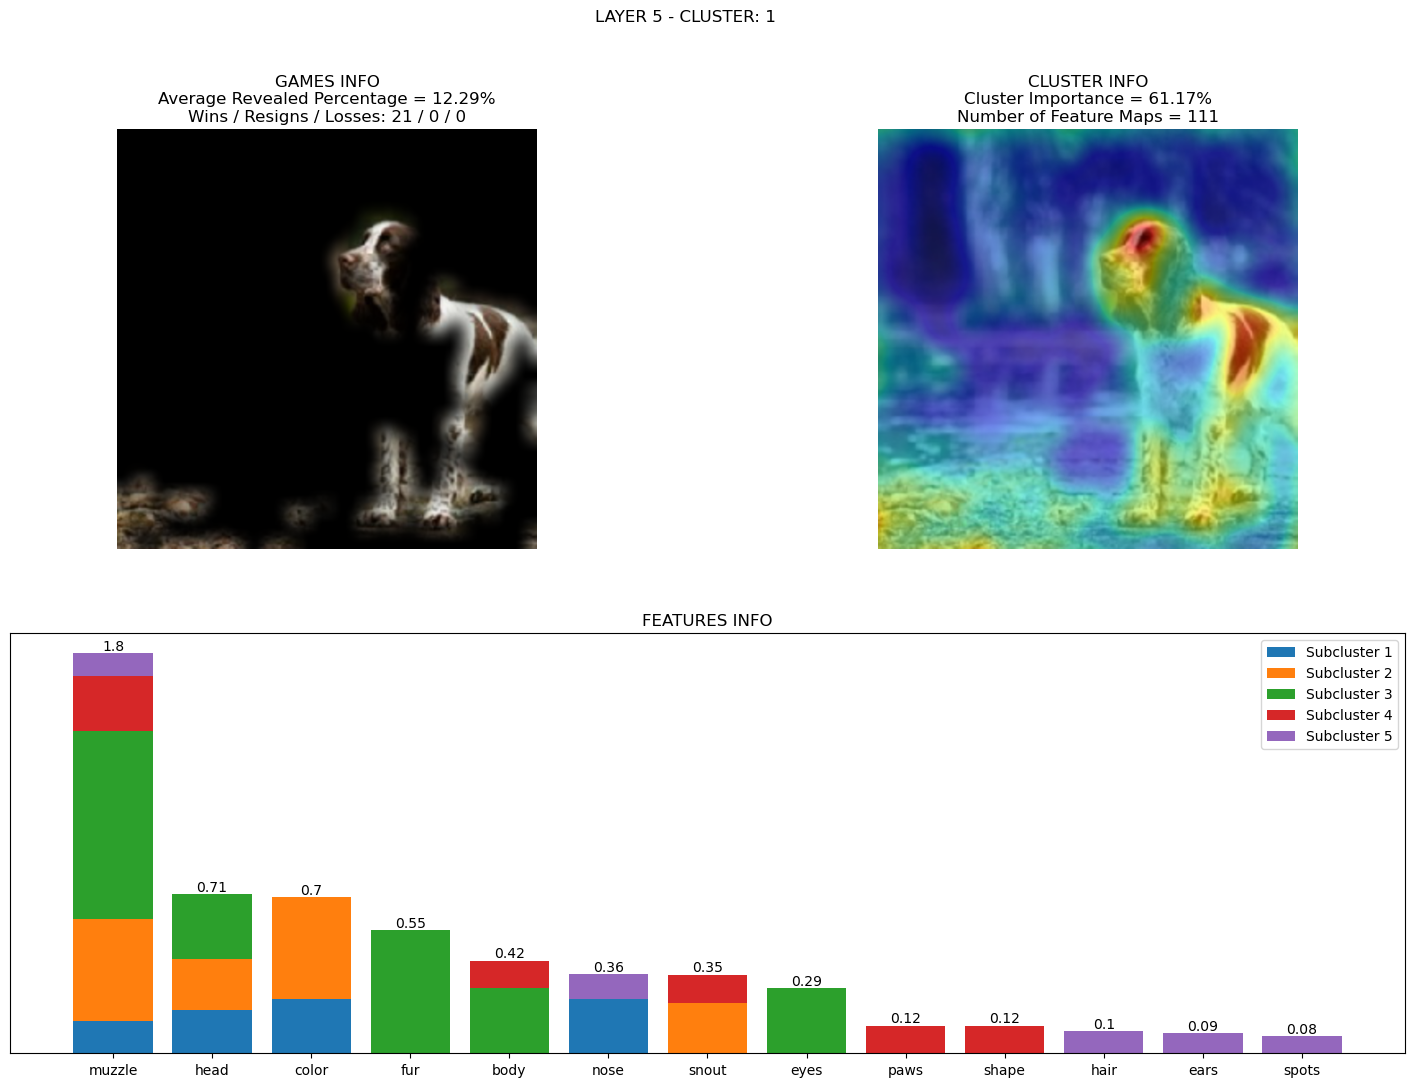 LAYER 5 - CLUSTER: 1
GAMES INFO
Average Revealed Percentage = 12.29%
Wins / Resigns / Losses: 21 / 0 / 0
CLUSTER INFO
Cluster Importance = 61.17%
Number of Feature Maps = 111
FEATURES INFO
1.8
0.71
0.7
0.55
0.42
0.36
0.35
0.29
0.12
0.12
0.1
0.09
0.08
Subcluster 1
Subcluster 2
Subcluster 3
Subcluster 4
Subcluster 5
muzzle
head
color
fur
body
nose
snout
eyes
paws
shape
hair
ears
spots